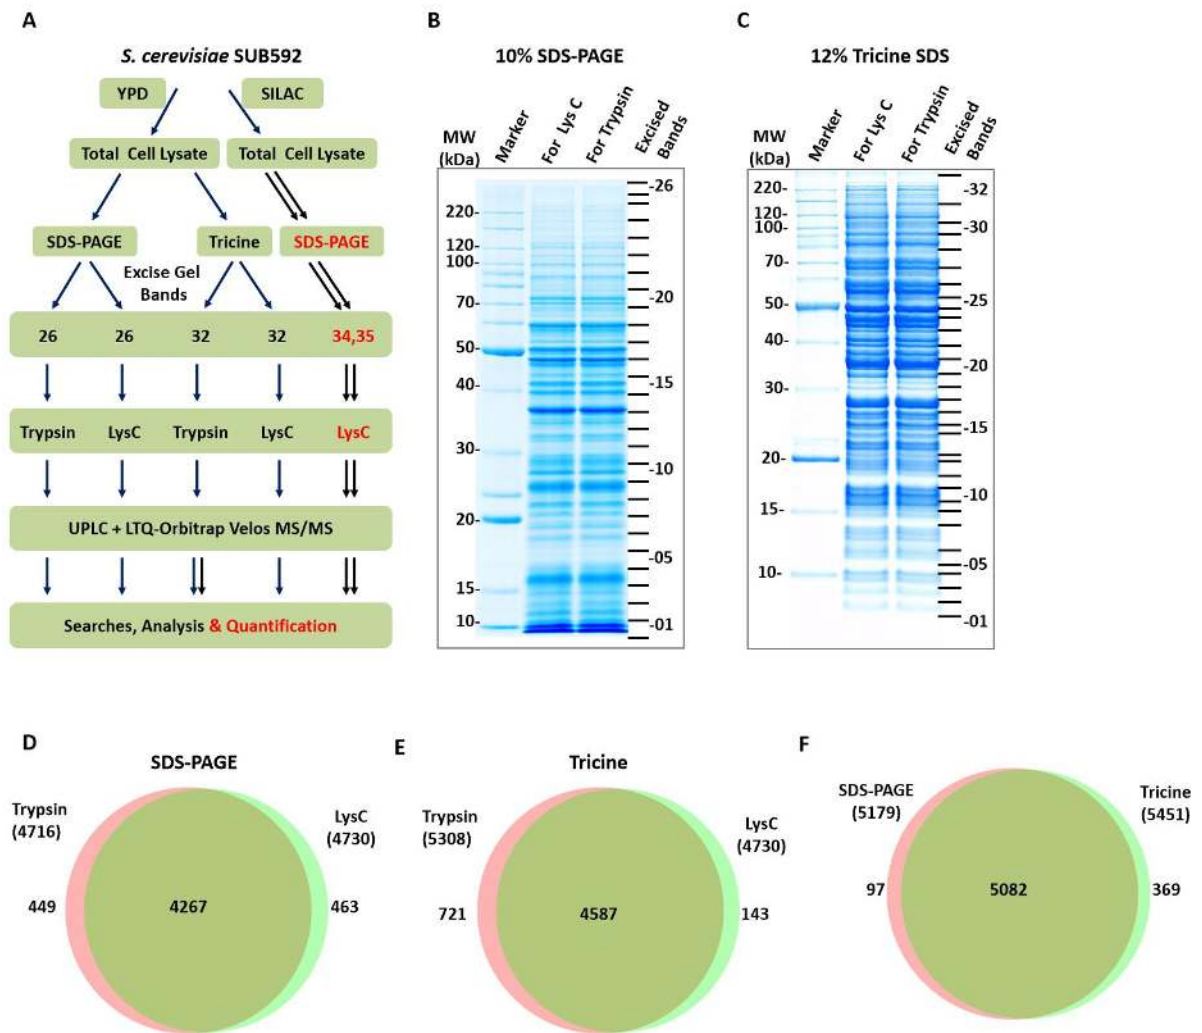 A
S. cerevisiae SUB592
YPD
SILAC
Total Cell Lysate
Total Cell Lysate
SDS-PAGE
Tricine
SDS-PAGE
Excise Gel
Bands
26
26
32
32
34,35
Trypsin
LysC
Trypsin
LysC
LysC
UPLC + LTQ-Orbitrap Velos MS/MS
Searches, Analysis & Quantification
B
10% SDS-PAGE
MW
(kDa)
Marker
For Lys C
For Trypsin
Excised
Bands
220-
120-
100-
70-
50-
40-
30-
20-
15-
10-
-26
-20
-15
-10
-05
-01
C
12% Tricine SDS
MW
(kDa)
Marker
For Lys C
For Trypsin
Excised
Bands
220-
120-
100-
70-
50-
40-
30-
20-
15-
10-
-32
-30
-25
-20
-15
-10
-05
-01
D
SDS-PAGE
Trypsin
(4716)
LysC
(4730)
449
4267
463
E
Tricine
Trypsin
(5308)
LysC
(4730)
721
4587
143
F
SDS-PAGE
(5179)
Tricine
(5451)
97
5082
369